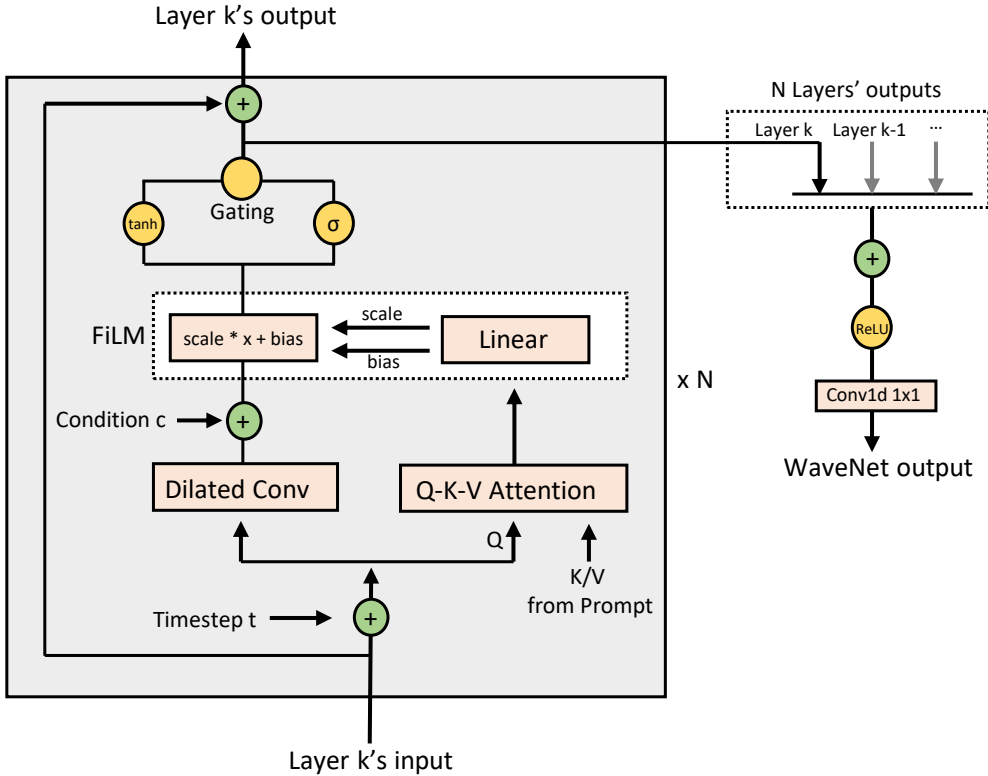 Layer k's output
+
N Layers' outputs
Layer k
Layer k-1
...
tanh
Gating
σ
+
FiLM
scale * x + bias
scale
bias
Linear
ReLU
x N
Condition c
+
Conv1d 1x1
WaveNet output
Dilated Conv
Q-K-V Attention
Q
K/V
from Prompt
Timestep t
+
Layer k's input